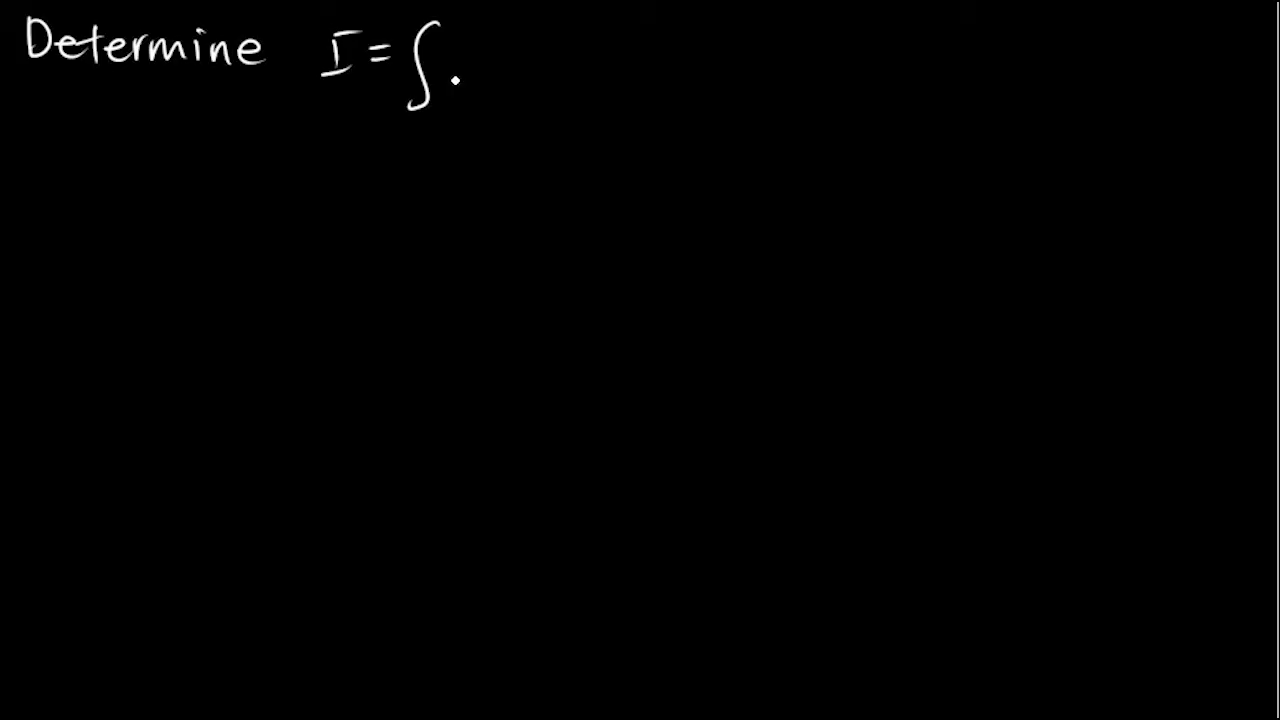 Determine I = ∫